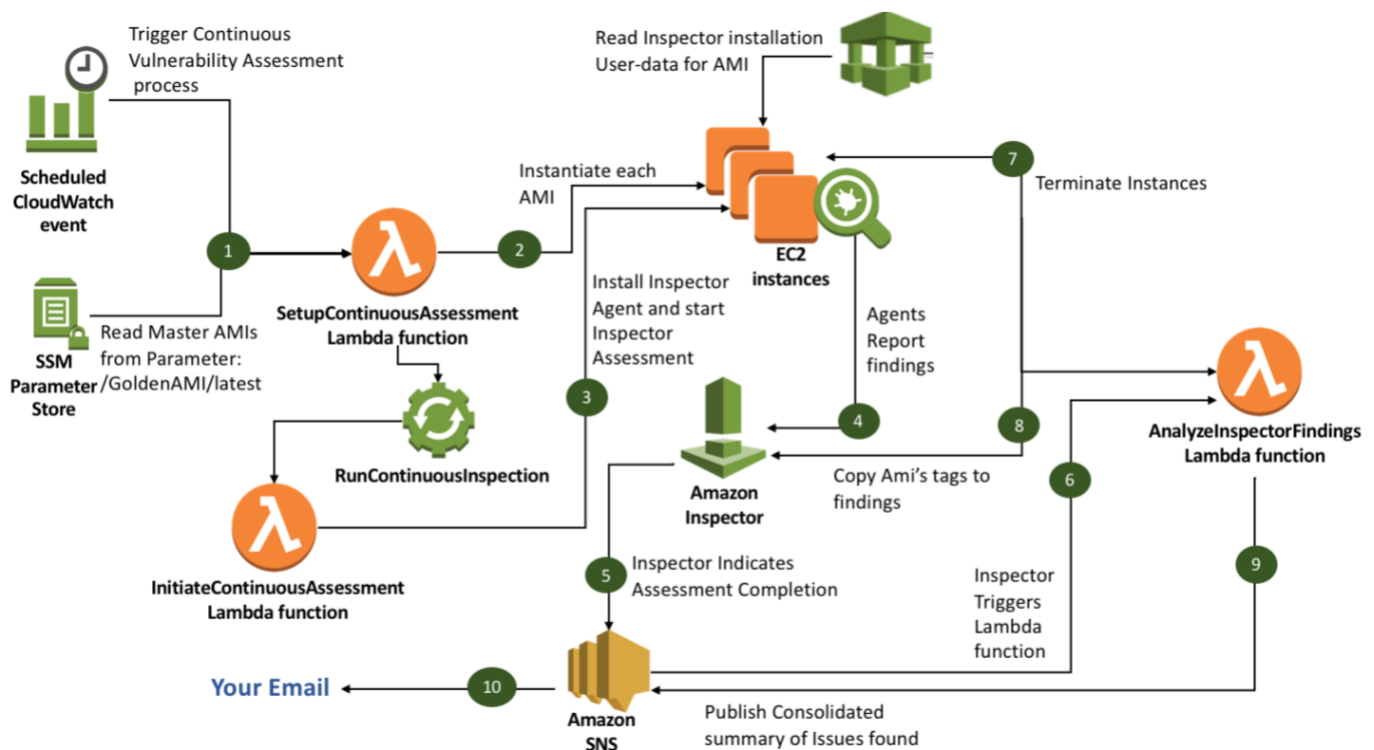 Trigger Continuous
Vulnerability Assessment
process
Read Inspector installation
User-data for AMI
Scheduled
CloudWatch
event
1
SSM
Parameter
Store
Read Master AMIs
from Parameter:
/GoldenAMI/latest
λ
SetupContinuousAssessment
Lambda function
2
Instantiate each
AMI
EC2
instances
7
Terminate Instances
RunContinuousInspection
λ
InitiateContinuousAssessment
Lambda function
3
Install Inspector
Agent and start
Inspector
Assessment
Agents
Report
findings
4
Amazon
Inspector
8
Copy Ami's tags to
findings
λ
AnalyzeInspectorFindings
Lambda function
5
Inspector Indicates
Assessment Completion
6
Inspector
Triggers
Lambda
function
9
Amazon
SNS
Publish Consolidated
summary of Issues found
10
Your Email